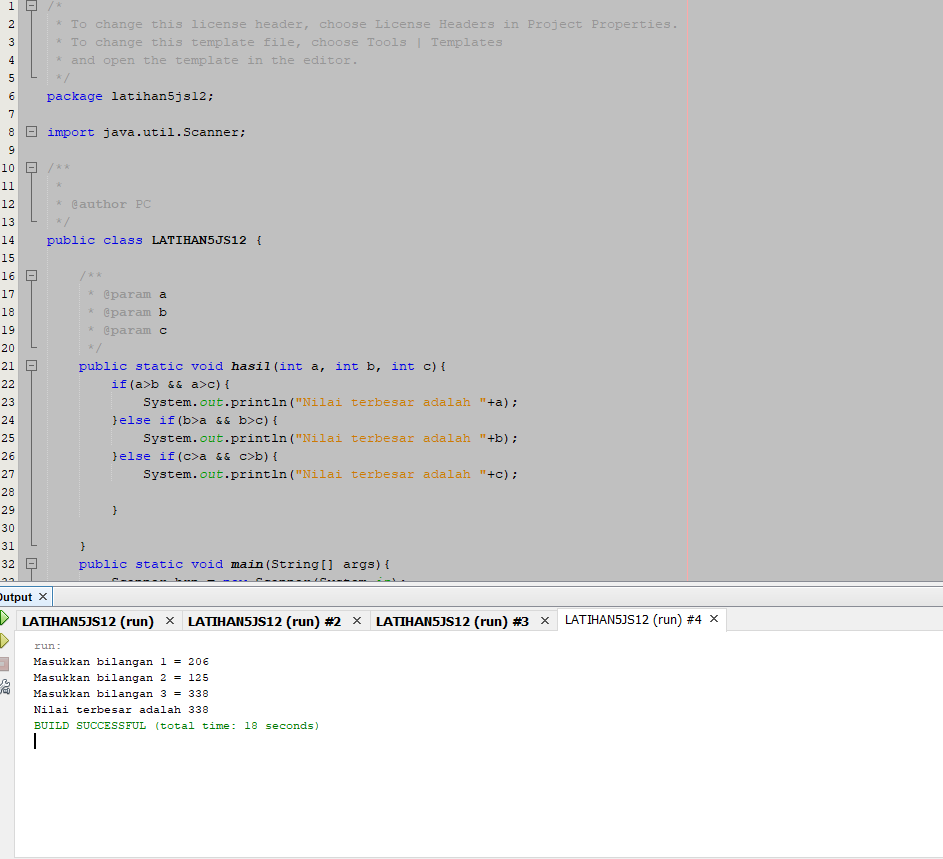 1 /*
2 * To change this license header, choose License Headers in Project Properties.
3 * To change this template file, choose Tools | Templates
4 * and open the template in the editor.
5 */
6 package latihan5js12;
7
8 import java.util.Scanner;
9
10 /**
11 *
12 * @author PC
13 */
14 public class LATIHAN5JS12 {
15
16 /**
17 * @param a
18 * @param b
19 * @param c
20 */
21 public static void hasil(int a, int b, int c){
22 if(a>b && a>c){
23 System.out.println("Nilai terbesar adalah "+a);
24 }else if(b>a && b>c){
25 System.out.println("Nilai terbesar adalah "+b);
26 }else if(c>a && c>b){
27 System.out.println("Nilai terbesar adalah "+c);
28
29 }
30
31 }
32 public static void main(String[] args){
Output ×
LATIHAN5JS12 (run) × LATIHAN5JS12 (run) #2 × LATIHAN5JS12 (run) #3 × LATIHAN5JS12 (run) #4 ×
run:
Masukkan bilangan 1 = 206
Masukkan bilangan 2 = 125
Masukkan bilangan 3 = 338
Nilai terbesar adalah 338
BUILD SUCCESSFUL (total time: 18 seconds)